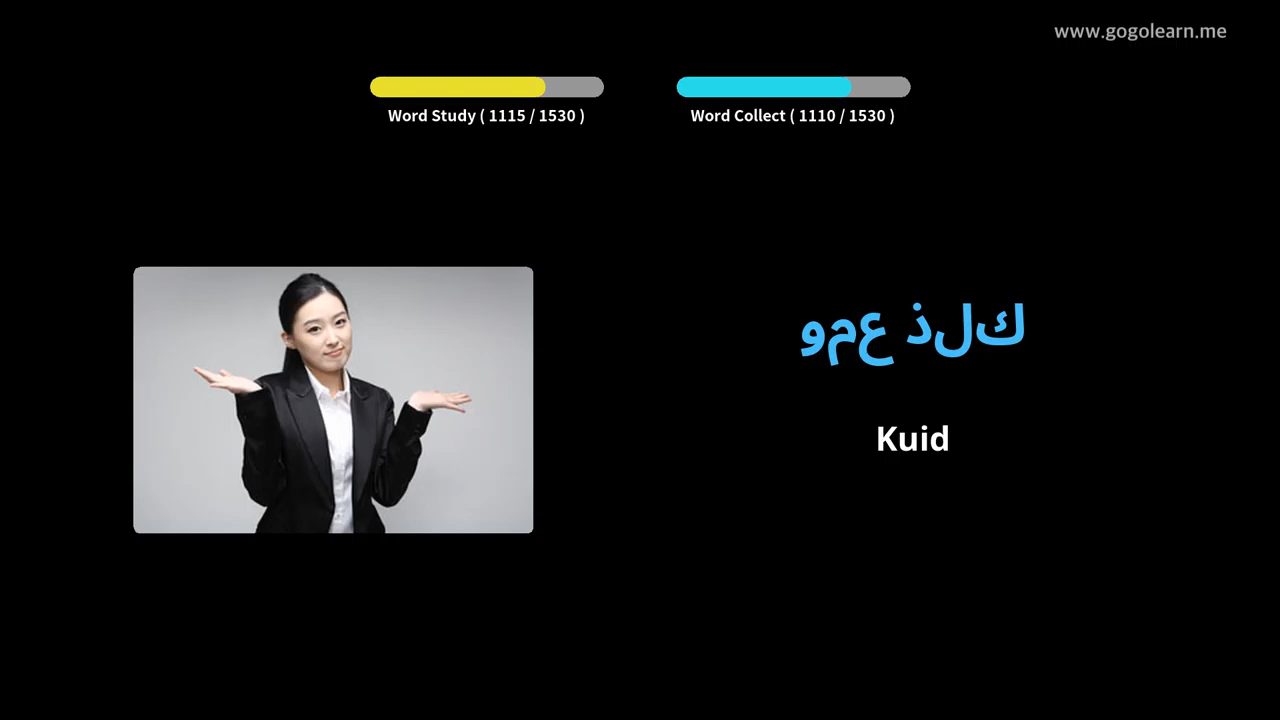 www.gogolearn.me
Word Study ( 1115 / 1530 )
Word Collect ( 1110 / 1530 )
ومع ذلك
Kuid